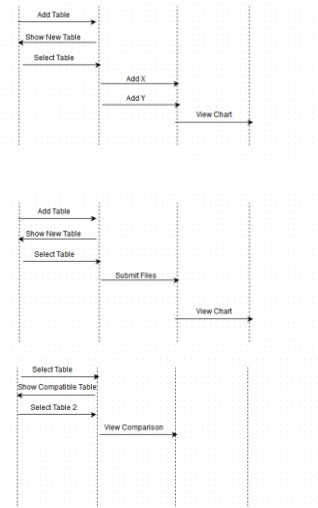 Add Table
Show New Table
Select Table
Add X
Add Y
View Chart
Add Table
Show New Table
Select Table
Submit Files
View Chart
Select Table
Show Compatible Table
Select Table 2
View Comparison